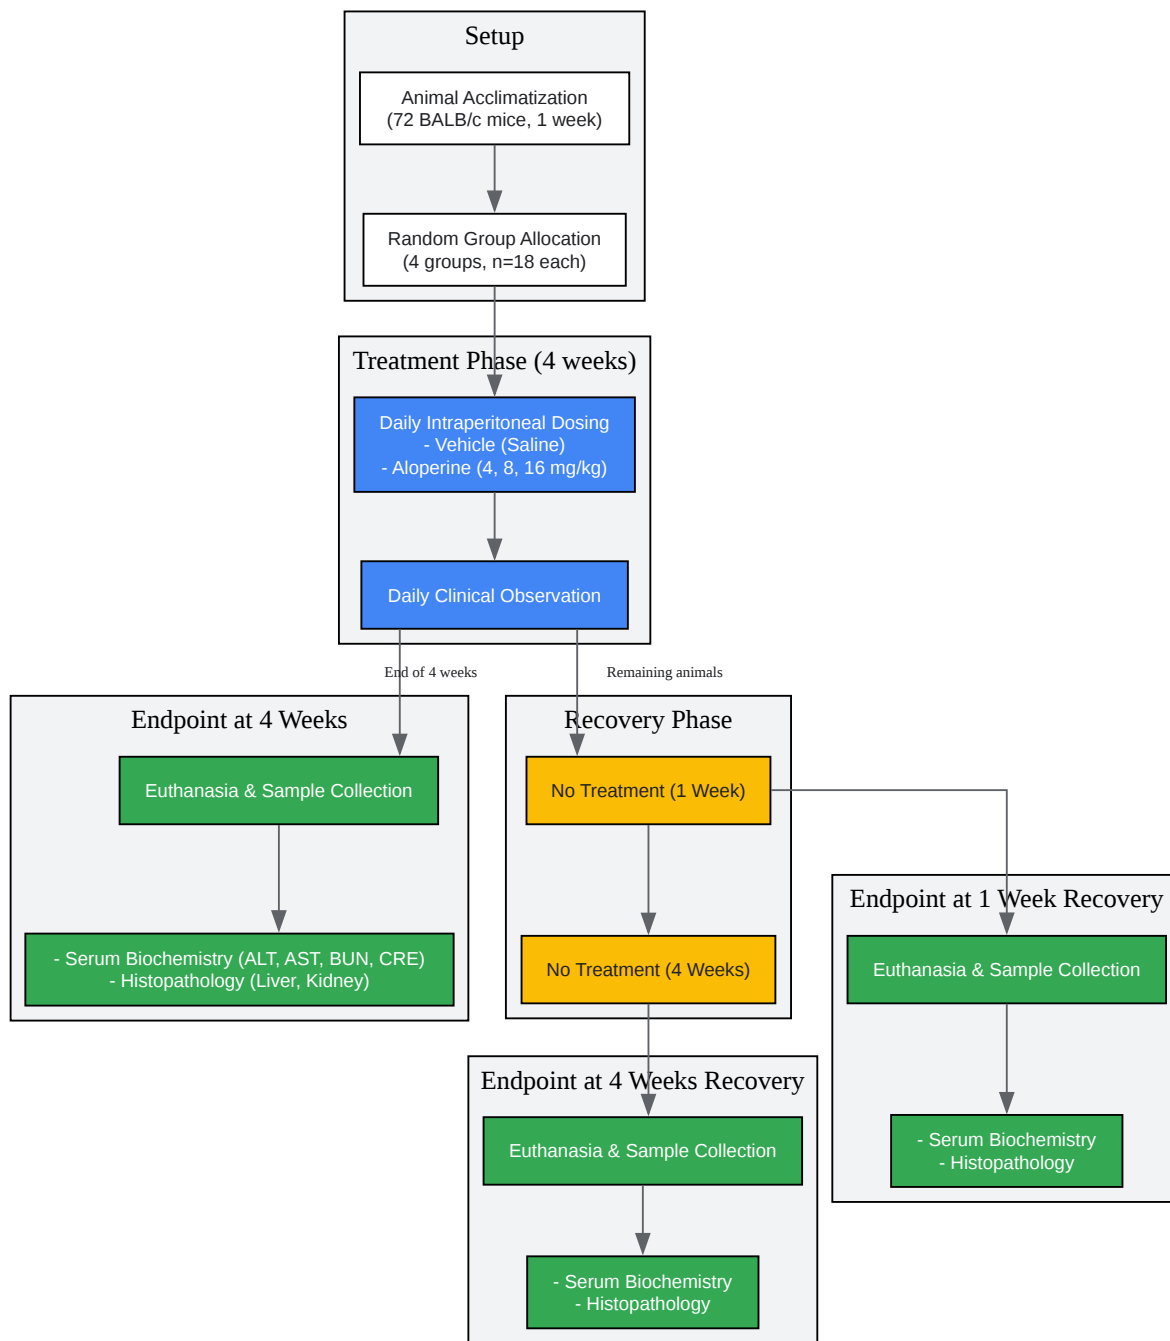 Setup
Animal Acclimatization
(72 BALB/c mice, 1 week)
Random Group Allocation
(4 groups, n=18 each)
Treatment Phase (4 weeks)
Daily Intraperitoneal Dosing
- Vehicle (Saline)
- Aloperine (4, 8, 16 mg/kg)
Daily Clinical Observation
End of 4 weeks
Remaining animals
Endpoint at 4 Weeks
Euthanasia & Sample Collection
- Serum Biochemistry (ALT, AST, BUN, CRE)
- Histopathology (Liver, Kidney)
Recovery Phase
No Treatment (1 Week)
No Treatment (4 Weeks)
Endpoint at 1 Week Recovery
Euthanasia & Sample Collection
- Serum Biochemistry
- Histopathology
Endpoint at 4 Weeks Recovery
Euthanasia & Sample Collection
- Serum Biochemistry
- Histopathology